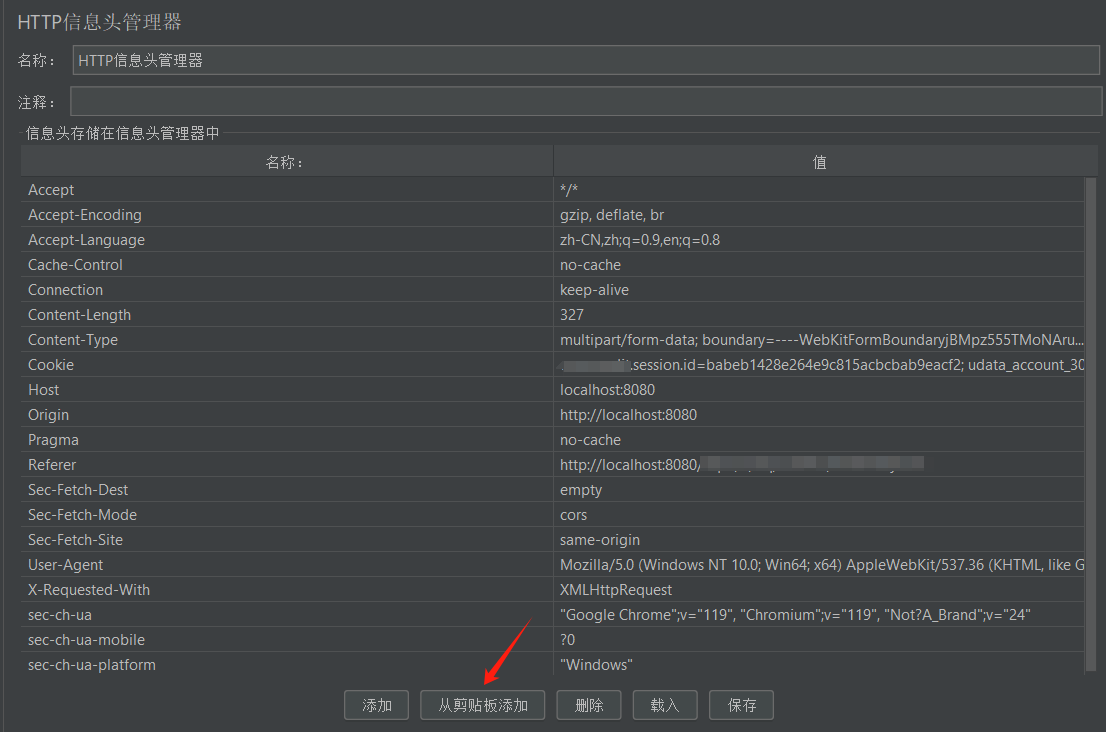 HTTP信息头管理器
名称： HTTP信息头管理器
注释：
信息头存储在信息头管理器中
名称： 值
Accept */*
Accept-Encoding gzip, deflate, br
Accept-Language zh-CN,zh;q=0.9,en;q=0.8
Cache-Control no-cache
Connection keep-alive
Content-Length 327
Content-Type multipart/form-data; boundary=----WebKitFormBoundaryjBMpz555TMoNAru...
Cookie .session.id=babeb1428e264e9c815acbcbab9eacf2; udata_account_30
Host localhost:8080
Origin http://localhost:8080
Pragma no-cache
Referer http://localhost:8080/
Sec-Fetch-Dest empty
Sec-Fetch-Mode cors
Sec-Fetch-Site same-origin
User-Agent Mozilla/5.0 (Windows NT 10.0; Win64; x64) AppleWebKit/537.36 (KHTML, like G
X-Requested-With XMLHttpRequest
sec-ch-ua "Google Chrome";v="119", "Chromium";v="119", "Not?A_Brand";v="24"
sec-ch-ua-mobile ?0
sec-ch-ua-platform "Windows"
添加 从剪贴板添加 删除 载入 保存